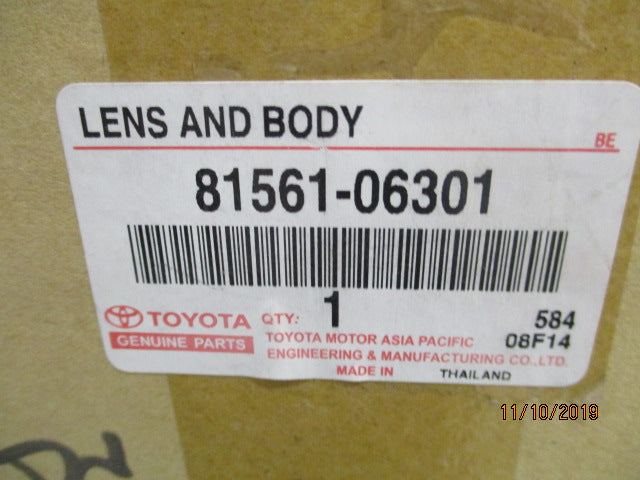 LENS AND BODY
BE
81561-06301
TOYOTA QTY: 1 584
GENUINE PARTS TOYOTA MOTOR ASIA PACIFIC 08F14
ENGINEERING & MANUFACTURING CO.,LTD.
MADE IN THAILAND
11/10/2019